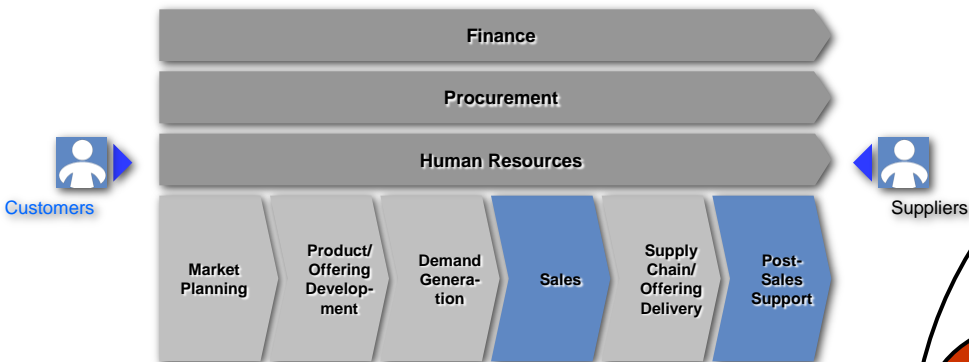 Finance
Procurement
Human Resources
Customers
Suppliers
Market
Planning
Product/
Offering
Develop-
ment
Demand
Genera-
tion
Sales
Supply
Chain/
Offering
Delivery
Post-
Sales
Support